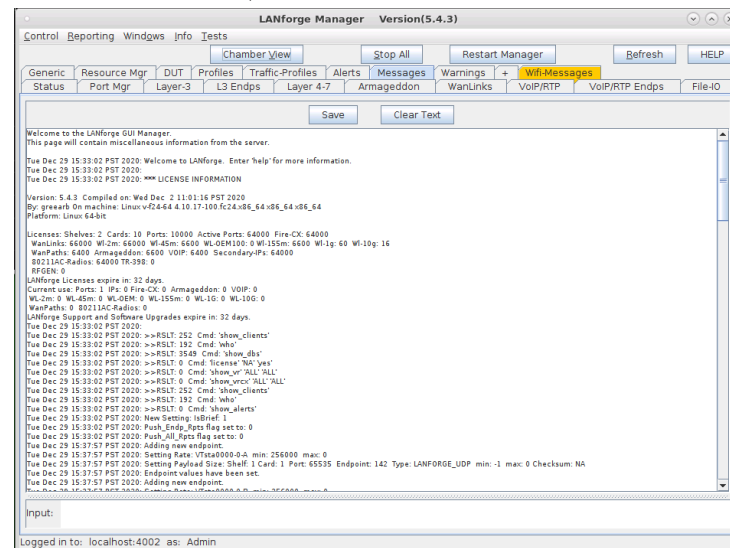 LANforge Manager   Version(5.4.3)
Control Reporting Windows Info Tests
Chamber View Stop All Restart Manager Refresh HELP
Generic Resource Mgr DUT Profiles Traffic-Profiles Alerts Messages Warnings + Wifi-Messages
Status Port Mgr Layer-3 L3 Endps Layer 4-7 Armageddon WanLinks VoIP/RTP VoIP/RTP Endps File-IO
Save Clear Text
Welcome to the LANforge GUI Manager.
This page will contain miscellaneous information from the server.
Tue Dec 29 15:33:02 PST 2020: Welcome to LANforge.  Enter 'help' for more information.
Tue Dec 29 15:33:02 PST 2020:
Tue Dec 29 15:33:02 PST 2020: *** LICENSE INFORMATION
Version: 5.4.3  Compiled on: Wed Dec  2 11:01:16 PST 2020
By: greearb On machine: Linux v-f24-64 4.10.17-100.fc24.x86_64 x86_64 x86_64
Platform: Linux 64-bit
Licenses: Shelves: 2  Cards: 10  Ports: 10000  Active Ports: 64000  Fire-CX: 64000
WanLinks: 66000  Wl-2m: 66000  Wl-45m: 6600  WL-OEM100: 0 Wl-155m: 6600  Wl-1g: 60  Wl-10g: 16
WanPaths: 6400  Armageddon: 6600  VOIP: 6400  Secondary-IPs: 64000
80211AC-Radios: 64000 TR-398: 0
RFGEN: 0
LANforge Licenses expire in: 32 days.
Current use: Ports: 1  IPs: 0 Fire-CX: 0  Armageddon: 0  VOIP: 0
WL-2m: 0  WL-45m: 0  WL-OEM: 0  WL-155m: 0  WL-1G: 0  WL-10G: 0
WanPaths: 0  80211AC-Radios: 0
LANforge Support and Software Upgrades expire in: 32 days.
Tue Dec 29 15:33:02 PST 2020:
Tue Dec 29 15:33:02 PST 2020: >>RSLT: 252  Cmd: 'show_clients'
Tue Dec 29 15:33:02 PST 2020: >>RSLT: 192  Cmd: 'who'
Tue Dec 29 15:33:02 PST 2020: >>RSLT: 3549  Cmd: 'show_dbs'
Tue Dec 29 15:33:02 PST 2020: >>RSLT: 0  Cmd: 'license' 'NA' 'yes'
Tue Dec 29 15:33:02 PST 2020: >>RSLT: 0  Cmd: 'show_vr' 'ALL' 'ALL'
Tue Dec 29 15:33:02 PST 2020: >>RSLT: 0  Cmd: 'show_vrcx' 'ALL' 'ALL'
Tue Dec 29 15:33:02 PST 2020: >>RSLT: 252  Cmd: 'show_clients'
Tue Dec 29 15:33:02 PST 2020: >>RSLT: 192  Cmd: 'who'
Tue Dec 29 15:33:02 PST 2020: >>RSLT: 0  Cmd: 'show_alerts'
Tue Dec 29 15:33:02 PST 2020: New Setting: IsBrief: 1
Tue Dec 29 15:33:02 PST 2020: Push_Endp_Rpts flag set to: 0
Tue Dec 29 15:33:02 PST 2020: Push_All_Rpts flag set to: 0
Tue Dec 29 15:37:57 PST 2020: Adding new endpoint.
Tue Dec 29 15:37:57 PST 2020: Setting Rate: VTsta0000-0-A  min: 256000  max: 0
Tue Dec 29 15:37:57 PST 2020: Setting Payload Size: Shelf: 1 Card: 1  Port: 65535  Endpoint: 142  Type: LANFORGE_UDP  min: -1  max: 0 Checksum: NA
Tue Dec 29 15:37:57 PST 2020: Endpoint values have been set.
Tue Dec 29 15:37:57 PST 2020: Adding new endpoint.
Tue Dec 29 15:37:57 PST 2020: Setting Rate: VTsta0000-0 min: 256000 max: 0
Input:
Logged in to:  localhost:4002  as:  Admin